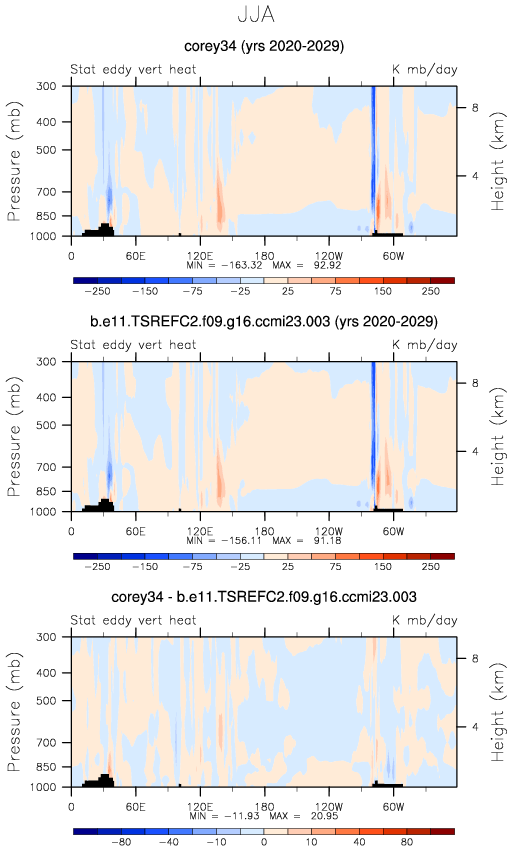 JJA
corey34 (yrs 2020-2029)
Stat eddy vert heat K mb/day
Pressure (mb)
300
400
500
700
850
1000
8
4
Height (km)
0 60E 120E 180 120W 60W
MIN = -163.32 MAX = 92.92
-250 -150 -75 -25 25 75 150 250
b.e11.TSREFC2.f09.g16.ccmi23.003 (yrs 2020-2029)
Stat eddy vert heat K mb/day
Pressure (mb)
300
400
500
700
850
1000
8
4
Height (km)
0 60E 120E 180 120W 60W
MIN = -156.11 MAX = 91.18
-250 -150 -75 -25 25 75 150 250
corey34 - b.e11.TSREFC2.f09.g16.ccmi23.003
Stat eddy vert heat K mb/day
Pressure (mb)
300
400
500
700
850
1000
8
4
Height (km)
0 60E 120E 180 120W 60W
MIN = -11.93 MAX = 20.95
-80 -40 -10 0 10 40 80